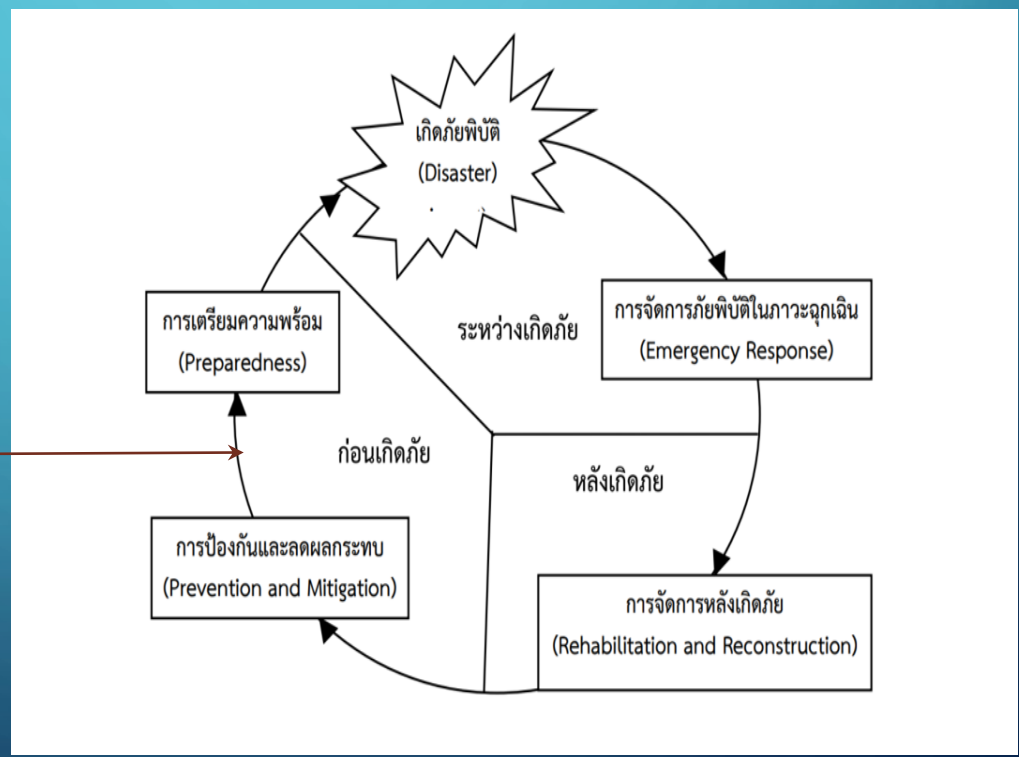 เกิดภัยพิบัติ
(Disaster)
การจัดการภัยพิบัติในภาวะฉุกเฉิน
(Emergency Response)
การเตรียมความพร้อม
(Preparedness)
ระหว่างเกิดภัย
ก่อนเกิดภัย
หลังเกิดภัย
การป้องกันและลดผลกระทบ
(Prevention and Mitigation)
การจัดการหลังเกิดภัย
(Rehabilitation and Reconstruction)